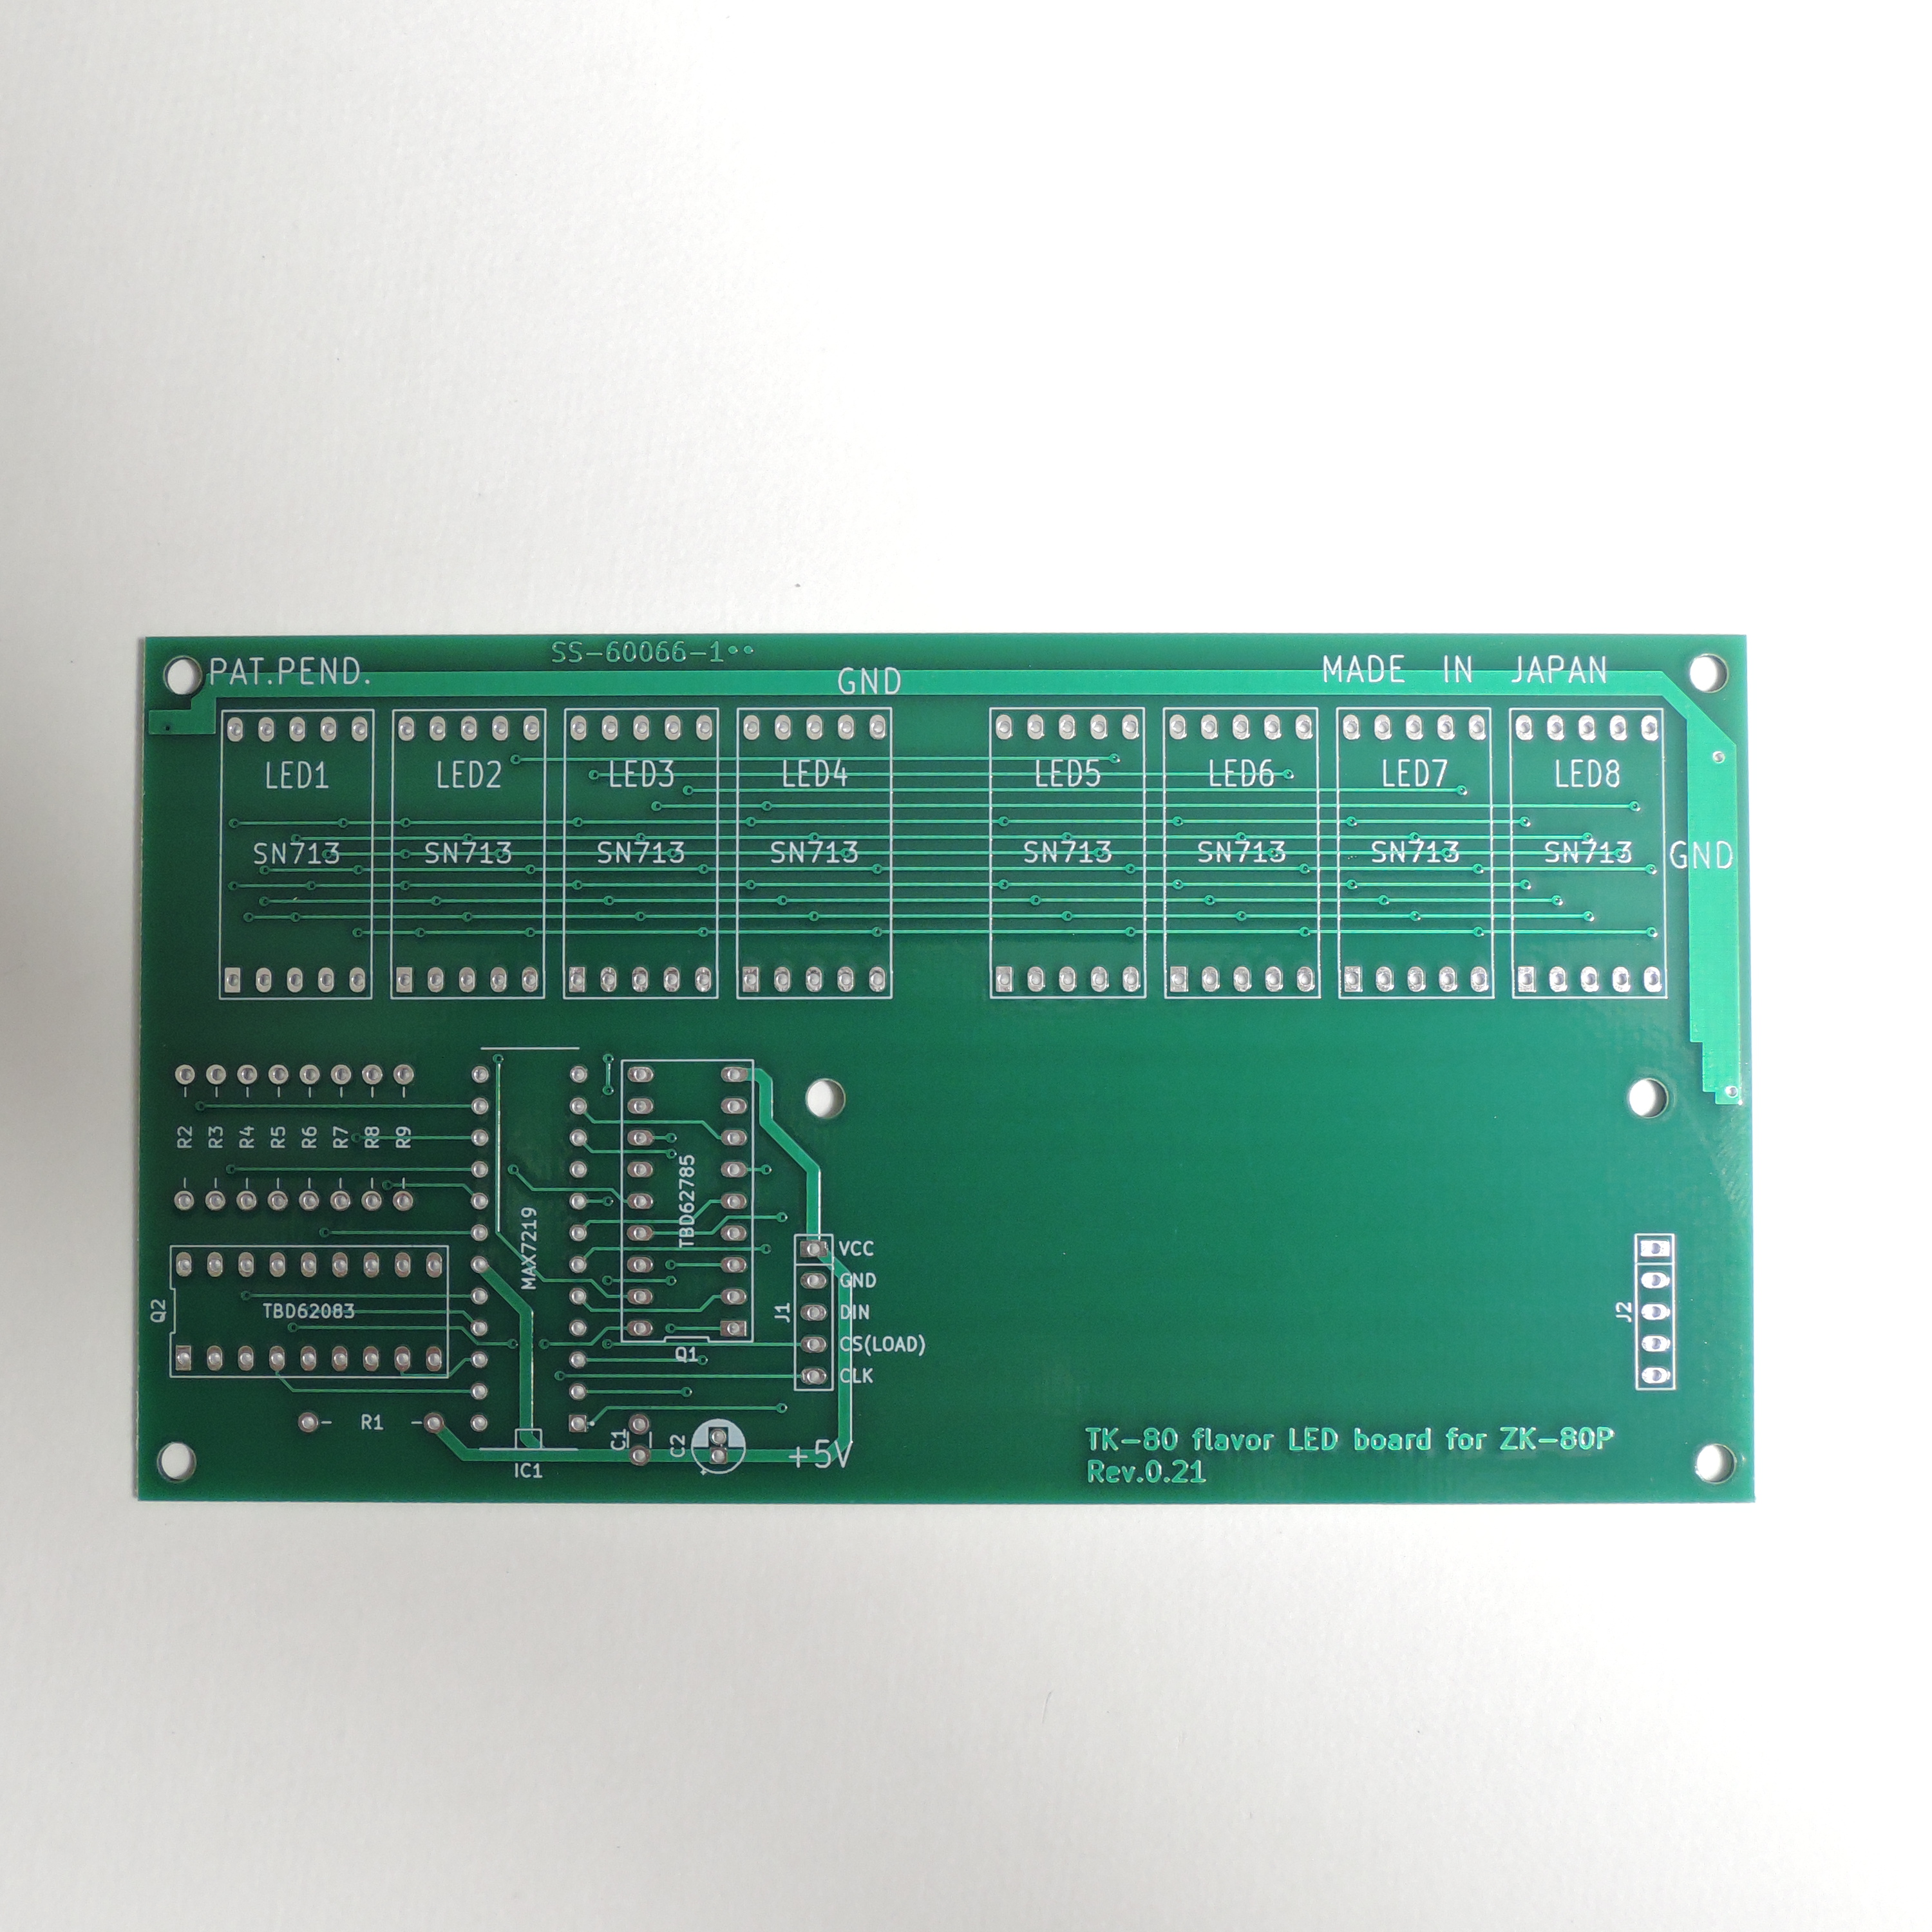 SS-60066-1••
PAT.PEND.
GND
MADE IN JAPAN
LED1 LED2 LED3 LED4 LED5 LED6 LED7 LED8
SN713 SN713 SN713 SN713 SN713 SN713 SN713 SN713
GND
R2 R3 R4 R5 R6 R7 R8 R9
MAX7219
TBD62785
Q2
TBD62083
Q1
J1
VCC
GND
DIN
CS(LOAD)
CLK
J2
R1
C1
C2
+
+5V
IC1
TK-80 flavor LED board for ZK-80P
Rev.0.21